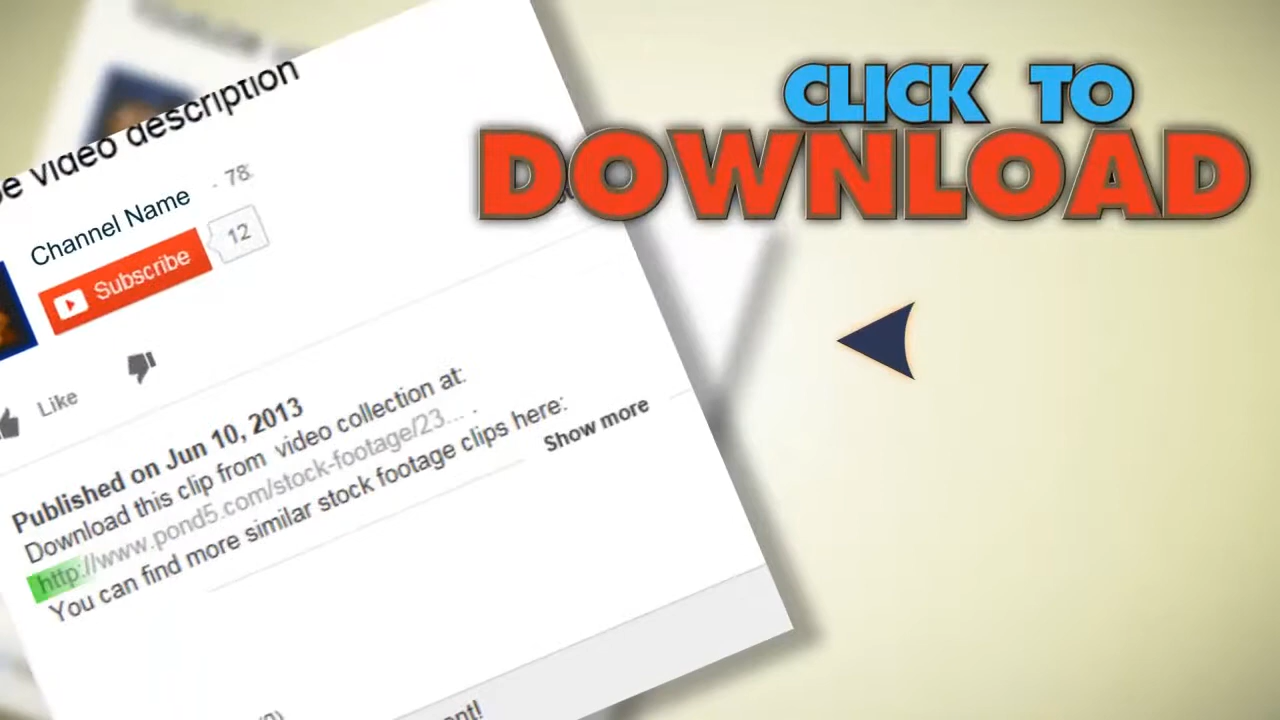 CLICK TO
DOWNLOAD
video description
Channel Name
Subscribe
12
Like
Published on Jun 10, 2013
Download this clip from video collection at:
http://www.pond5.com/stock-footage/23... .
You can find more similar stock footage clips here:
Show more